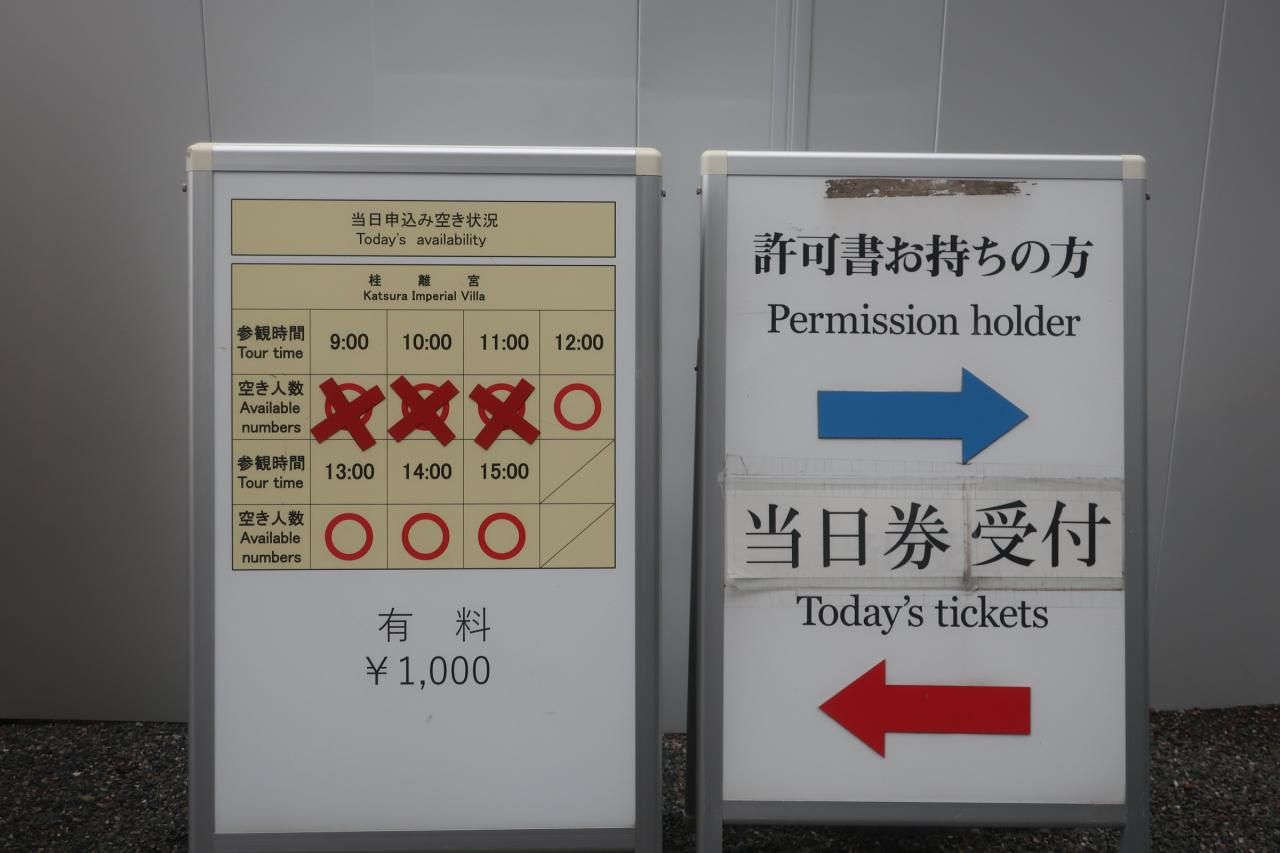 当日申込み空き状況
Today's availability
桂 離 宮
Katsura Imperial Villa
参観時間 9:00 10:00 11:00 12:00
Tour time
空き人数
Available
numbers
参観時間 13:00 14:00 15:00
Tour time
空き人数
Available
numbers
有 料
¥1,000
許可書お持ちの方
Permission holder
当日券 受付
Today's tickets